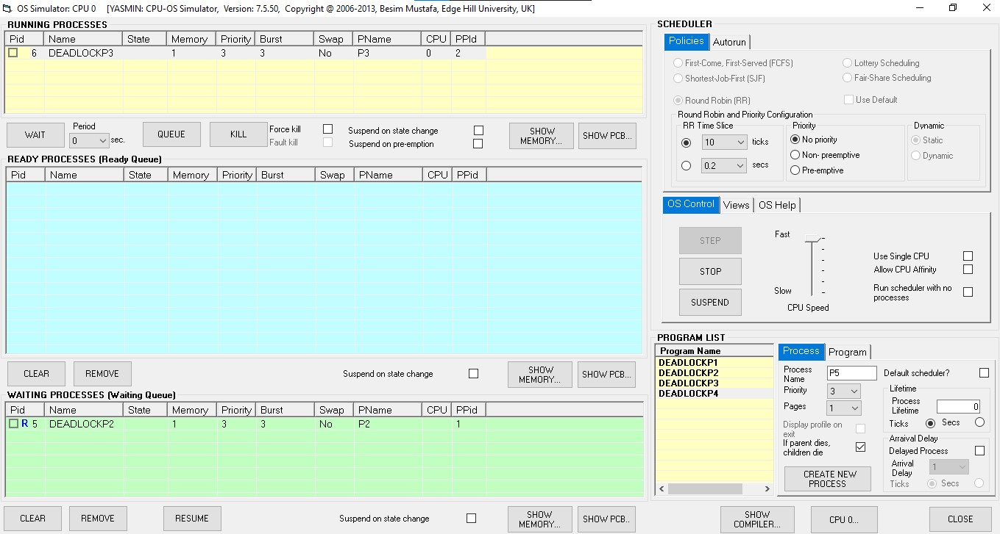 OS Simulator: CPU 0 [YASMIN: CPU-OS Simulator, Version: 7.5.50, Copyright @ 2006-2013, Besim Mustafa, Edge Hill University, UK]
RUNNING PROCESSES
Pid Name State Memory Priority Burst Swap PName CPU PPId
6 DEADLOCKP3 1 3 3 No P3 0 2
WAIT
Period
0 sec.
QUEUE
KILL
Force kill
Fault kill
Suspend on state change
Suspend on pre-emption
SHOW
MEMORY...
SHOW PCB...
READY PROCESSES (Ready Queue)
Pid Name State Memory Priority Burst Swap PName CPU PPId
CLEAR
REMOVE
Suspend on state change
SHOW
MEMORY...
SHOW PCB...
WAITING PROCESSES (Waiting Queue)
Pid Name State Memory Priority Burst Swap PName CPU PPid
R 5 DEADLOCKP2 1 3 3 No P2 1
CLEAR
REMOVE
RESUME
Suspend on state change
SHOW
MEMORY...
SHOW PCB..
SCHEDULER
Policies Autorun
First-Come, First-Served (FCFS) Lottery Scheduling
Shortest-Job-First (SJF) Fair-Share Scheduling
Round Robin (RR) Use Default
Round Robin and Priority Configuration
RR Time Slice Priority Dynamic
10 ticks No priority Static
Non- preemptive Dynamic
0.2 secs Pre-emptive
OS Control Views OS Help
STEP
STOP
SUSPEND
Fast
Slow
CPU Speed
Use Single CPU
Allow CPU Affinity
Run scheduler with no
processes
PROGRAM LIST
Program Name
DEADLOCKP1
DEADLOCKP2
DEADLOCKP3
DEADLOCKP4
Process Program
Process
Name P5
Priority 3
Pages 1
Display profile on
exit
If parent dies,
children die
CREATE NEW
PROCESS
Default scheduler?
Lifetime
Process
Lifetime 0
Ticks Secs
Arraival Delay
Delayed Process
Arrival
Delay 1
Ticks Secs
SHOW
COMPILER...
CPU 0...
CLOSE